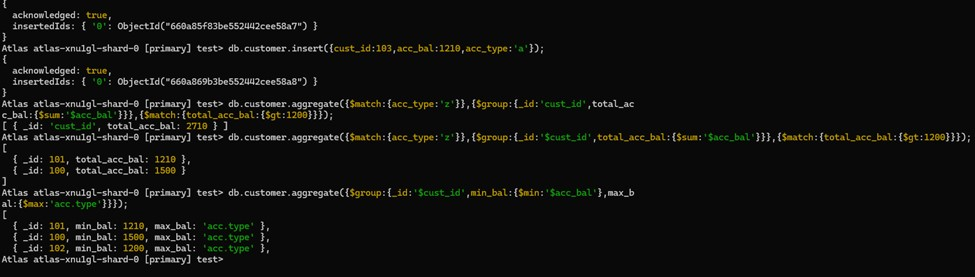 {
  acknowledged: true,
  insertedIds: { '0': ObjectId("660a85f83be552442cee58a7") }
}
Atlas atlas-xnu1gl-shard-0 [primary] test> db.customer.insert({cust_id:103,acc_bal:1210,acc_type:'a'});
{
  acknowledged: true,
  insertedIds: { '0': ObjectId("660a869b3be552442cee58a8") }
}
Atlas atlas-xnu1gl-shard-0 [primary] test> db.customer.aggregate({$match:{acc_type:'z'}},{$group:{_id:'cust_id',total_ac
c_bal:{$sum:'$acc_bal'}}},{$match:{total_acc_bal:{$gt:1200}}});
[ { _id: 'cust_id', total_acc_bal: 2710 } ]
Atlas atlas-xnu1gl-shard-0 [primary] test> db.customer.aggregate({$match:{acc_type:'z'}},{$group:{_id:'$cust_id',total_acc_bal:{$sum:'$acc_bal'}}},{$match:{total_acc_bal:{$gt:1200}}});
[
  { _id: 101, total_acc_bal: 1210 },
  { _id: 100, total_acc_bal: 1500 }
]
Atlas atlas-xnu1gl-shard-0 [primary] test> db.customer.aggregate({$group:{_id:'$cust_id',min_bal:{$min:'$acc_bal'},max_b
al:{$max:'acc.type'}}});
[
  { _id: 101, min_bal: 1210, max_bal: 'acc.type' },
  { _id: 100, min_bal: 1500, max_bal: 'acc.type' },
  { _id: 102, min_bal: 1200, max_bal: 'acc.type' },
Atlas atlas-xnu1gl-shard-0 [primary] test>